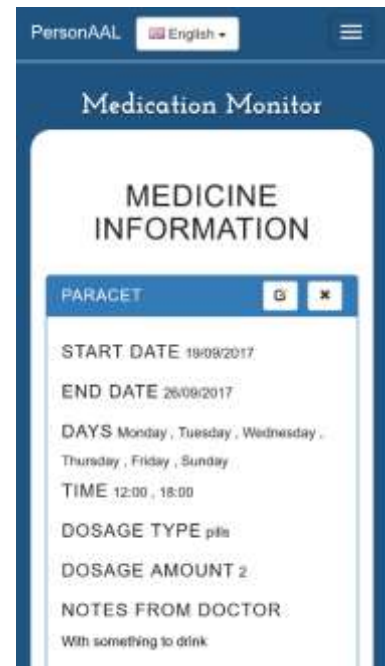 PersonAAL English
Medication Monitor
MEDICINE
INFORMATION
PARACET
START DATE 19/09/2017
END DATE 26/09/2017
DAYS Monday , Tuesday , Wednesday ,
Thursday , Friday , Sunday
TIME 12:00 , 18:00
DOSAGE TYPE pills
DOSAGE AMOUNT 2
NOTES FROM DOCTOR
With something to drink